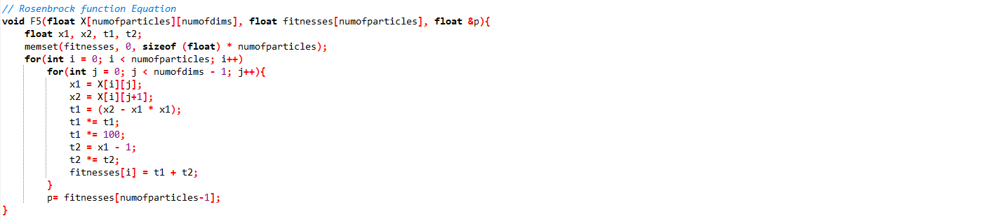 // Rosenbrock function Equation
void F5(float X[numofparticles][numofdims], float fitnesses[numofparticles], float &p){
    float x1, x2, t1, t2;
    memset(fitnesses, 0, sizeof (float) * numofparticles);
    for(int i = 0; i < numofparticles; i++)
        for(int j = 0; j < numofdims - 1; j++){
            x1 = X[i][j];
            x2 = X[i][j+1];
            t1 = (x2 - x1 * x1);
            t1 *= t1;
            t1 *= 100;
            t2 = x1 - 1;
            t2 *= t2;
            fitnesses[i] = t1 + t2;
        }
        p= fitnesses[numofparticles-1];
}